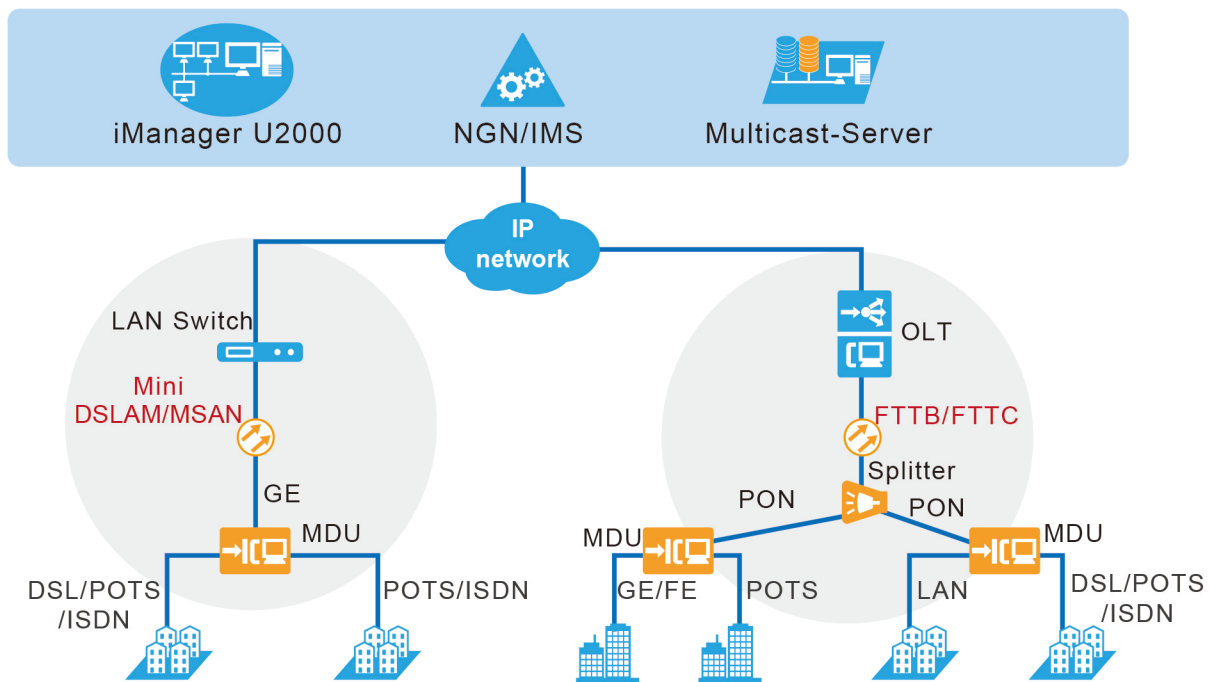 iManager U2000
NGN/IMS
Multicast-Server
IP
network
LAN Switch
OLT
Mini
DSLAM/MSAN
FTTB/FTTC
Splitter
GE
PON
PON
MDU
MDU
MDU
DSL/POTS
/ISDN
POTS/ISDN
GE/FE
POTS
LAN
DSL/POTS
/ISDN